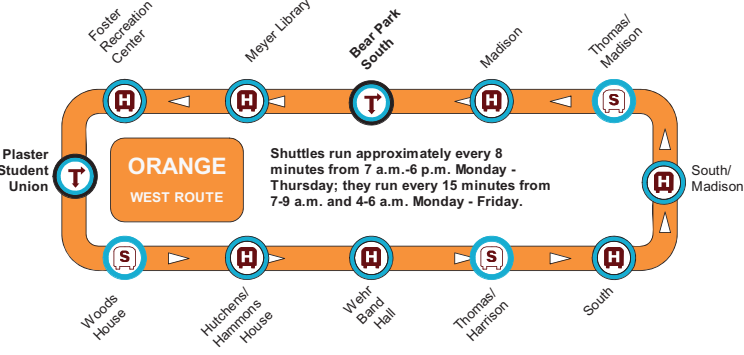 Foster
Recreation
Center
Meyer Library
Bear Park
South
Madison
Thomas/
Madison
H
H
T
H
S
Plaster
Student
Union
T
ORANGE
WEST ROUTE
Shuttles run approximately every 8
minutes from 7 a.m.-6 p.m. Monday -
Thursday; they run every 15 minutes from
7-9 a.m. and 4-6 a.m. Monday - Friday.
H
South/
Madison
S
H
H
S
H
Woods
House
Hutchens/
Hammons
House
Wehr
Band
Hall
Thomas/
Harrison
South